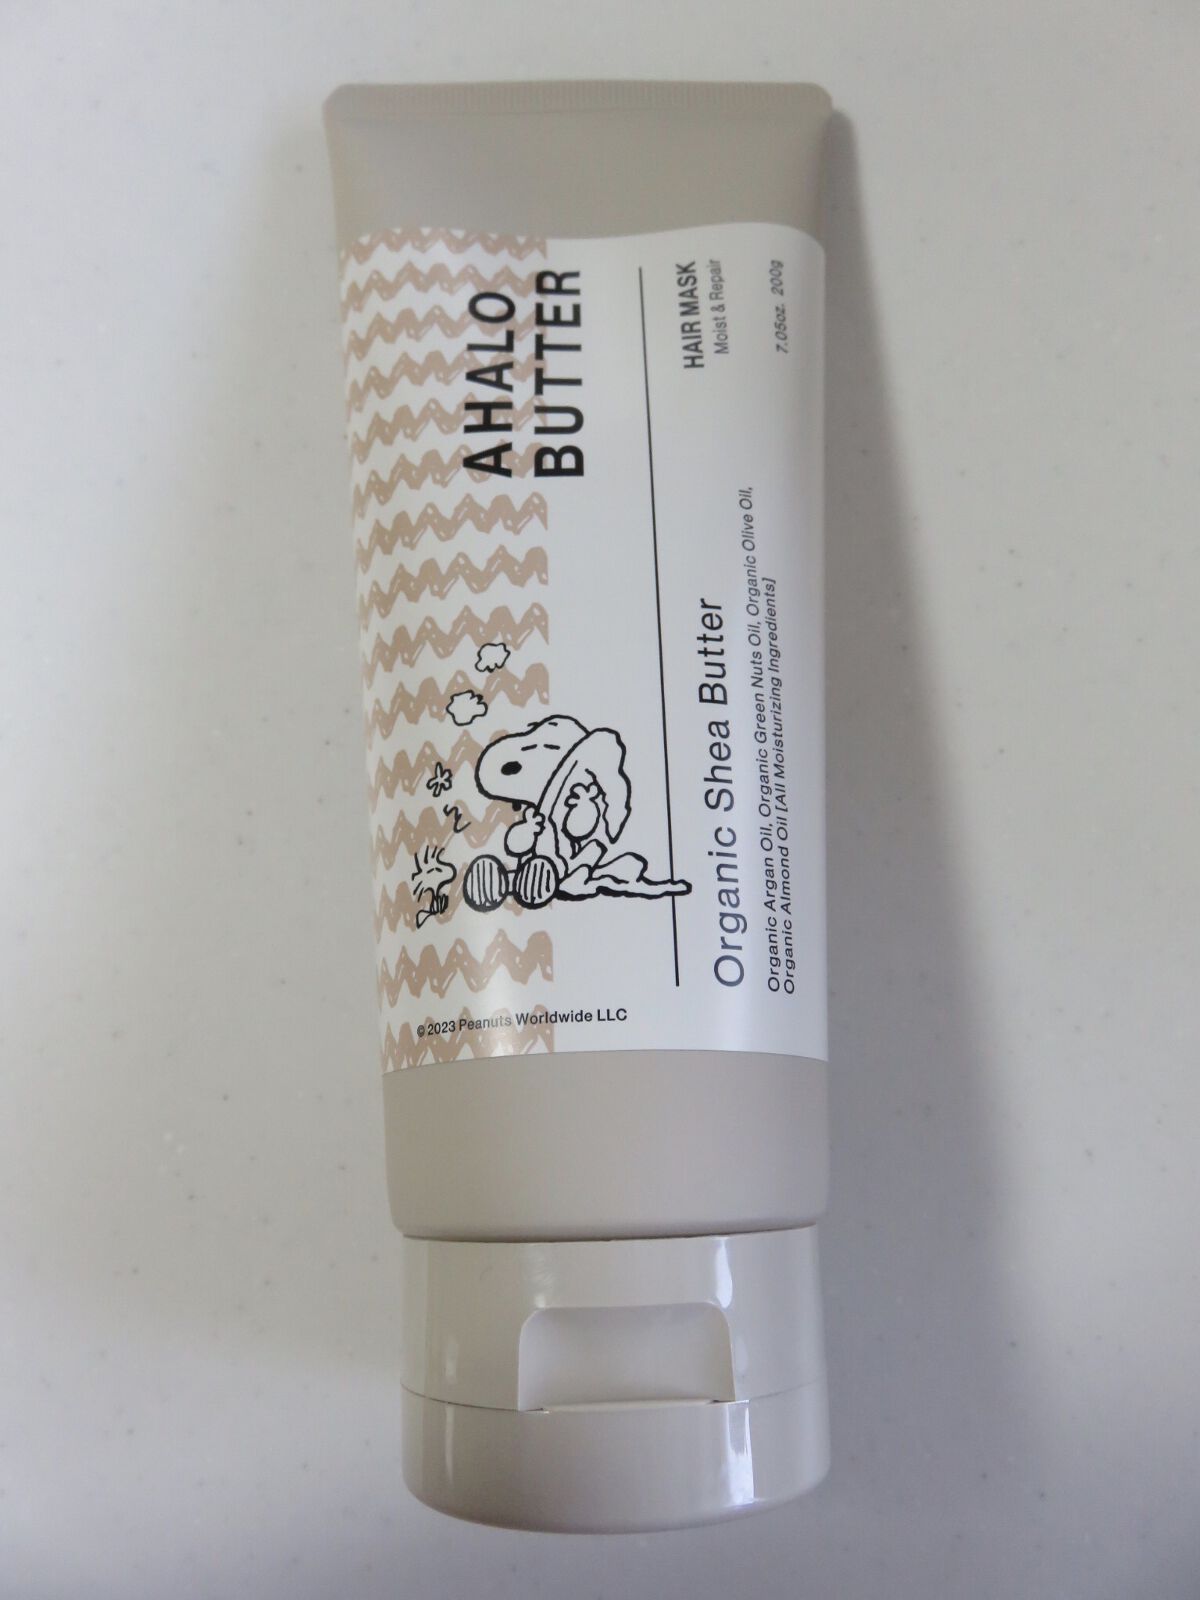 AHALO
BUTTER
HAIR MASK
Moist & Repair
7.05oz. 200g
Organic Shea Butter
Organic Argan Oil, Organic Green Nuts Oil, Organic Olive Oil,
Organic Almond Oil [All Moisturizing Ingredients]
© 2023 Peanuts Worldwide LLC